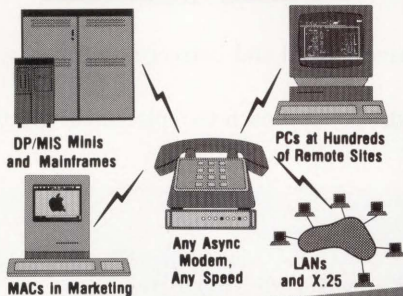 DP/MIS Minis
and Mainframes
PCs at Hundreds
of Remote Sites
Any Async
Modem,
Any Speed
MACs in Marketing
LANs
and X.25